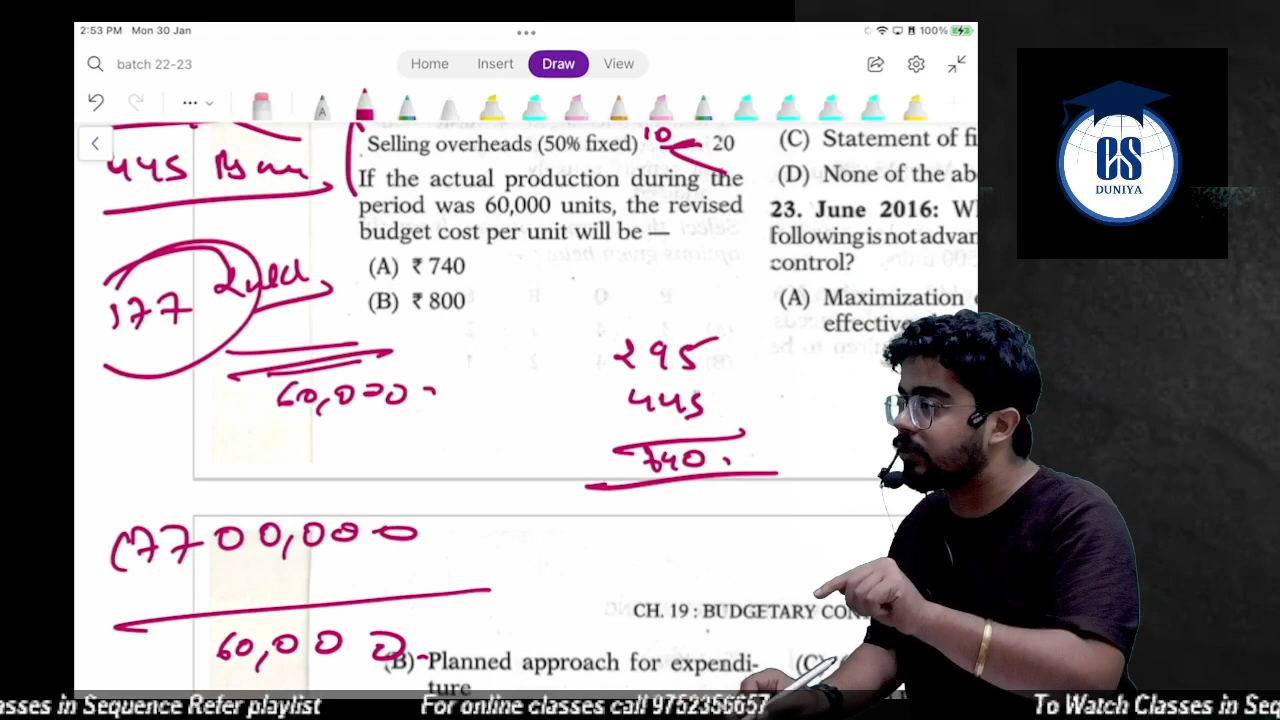 2:53 PM Mon 30 Jan
100%
batch 22-23
Home Insert Draw View
445
Selling overheads (50% fixed) 10 20
If the actual production during the
period was 60,000 units, the revised
budget cost per unit will be —
(A) ₹ 740
(B) ₹ 800
177
60,000
295
445
740
(C) Statement of fi
(D) None of the ab
23. June 2016: W
following is not advan
control?
(A) Maximization
effective
17700,000
60,000
CH. 19 : BUDGETARY CON
(B) Planned approach for expendi-
ture
(C)
CS
DUNIYA
asses in Sequence Refer playlist For online classes call 9752356657 To Watch Classes in Seq